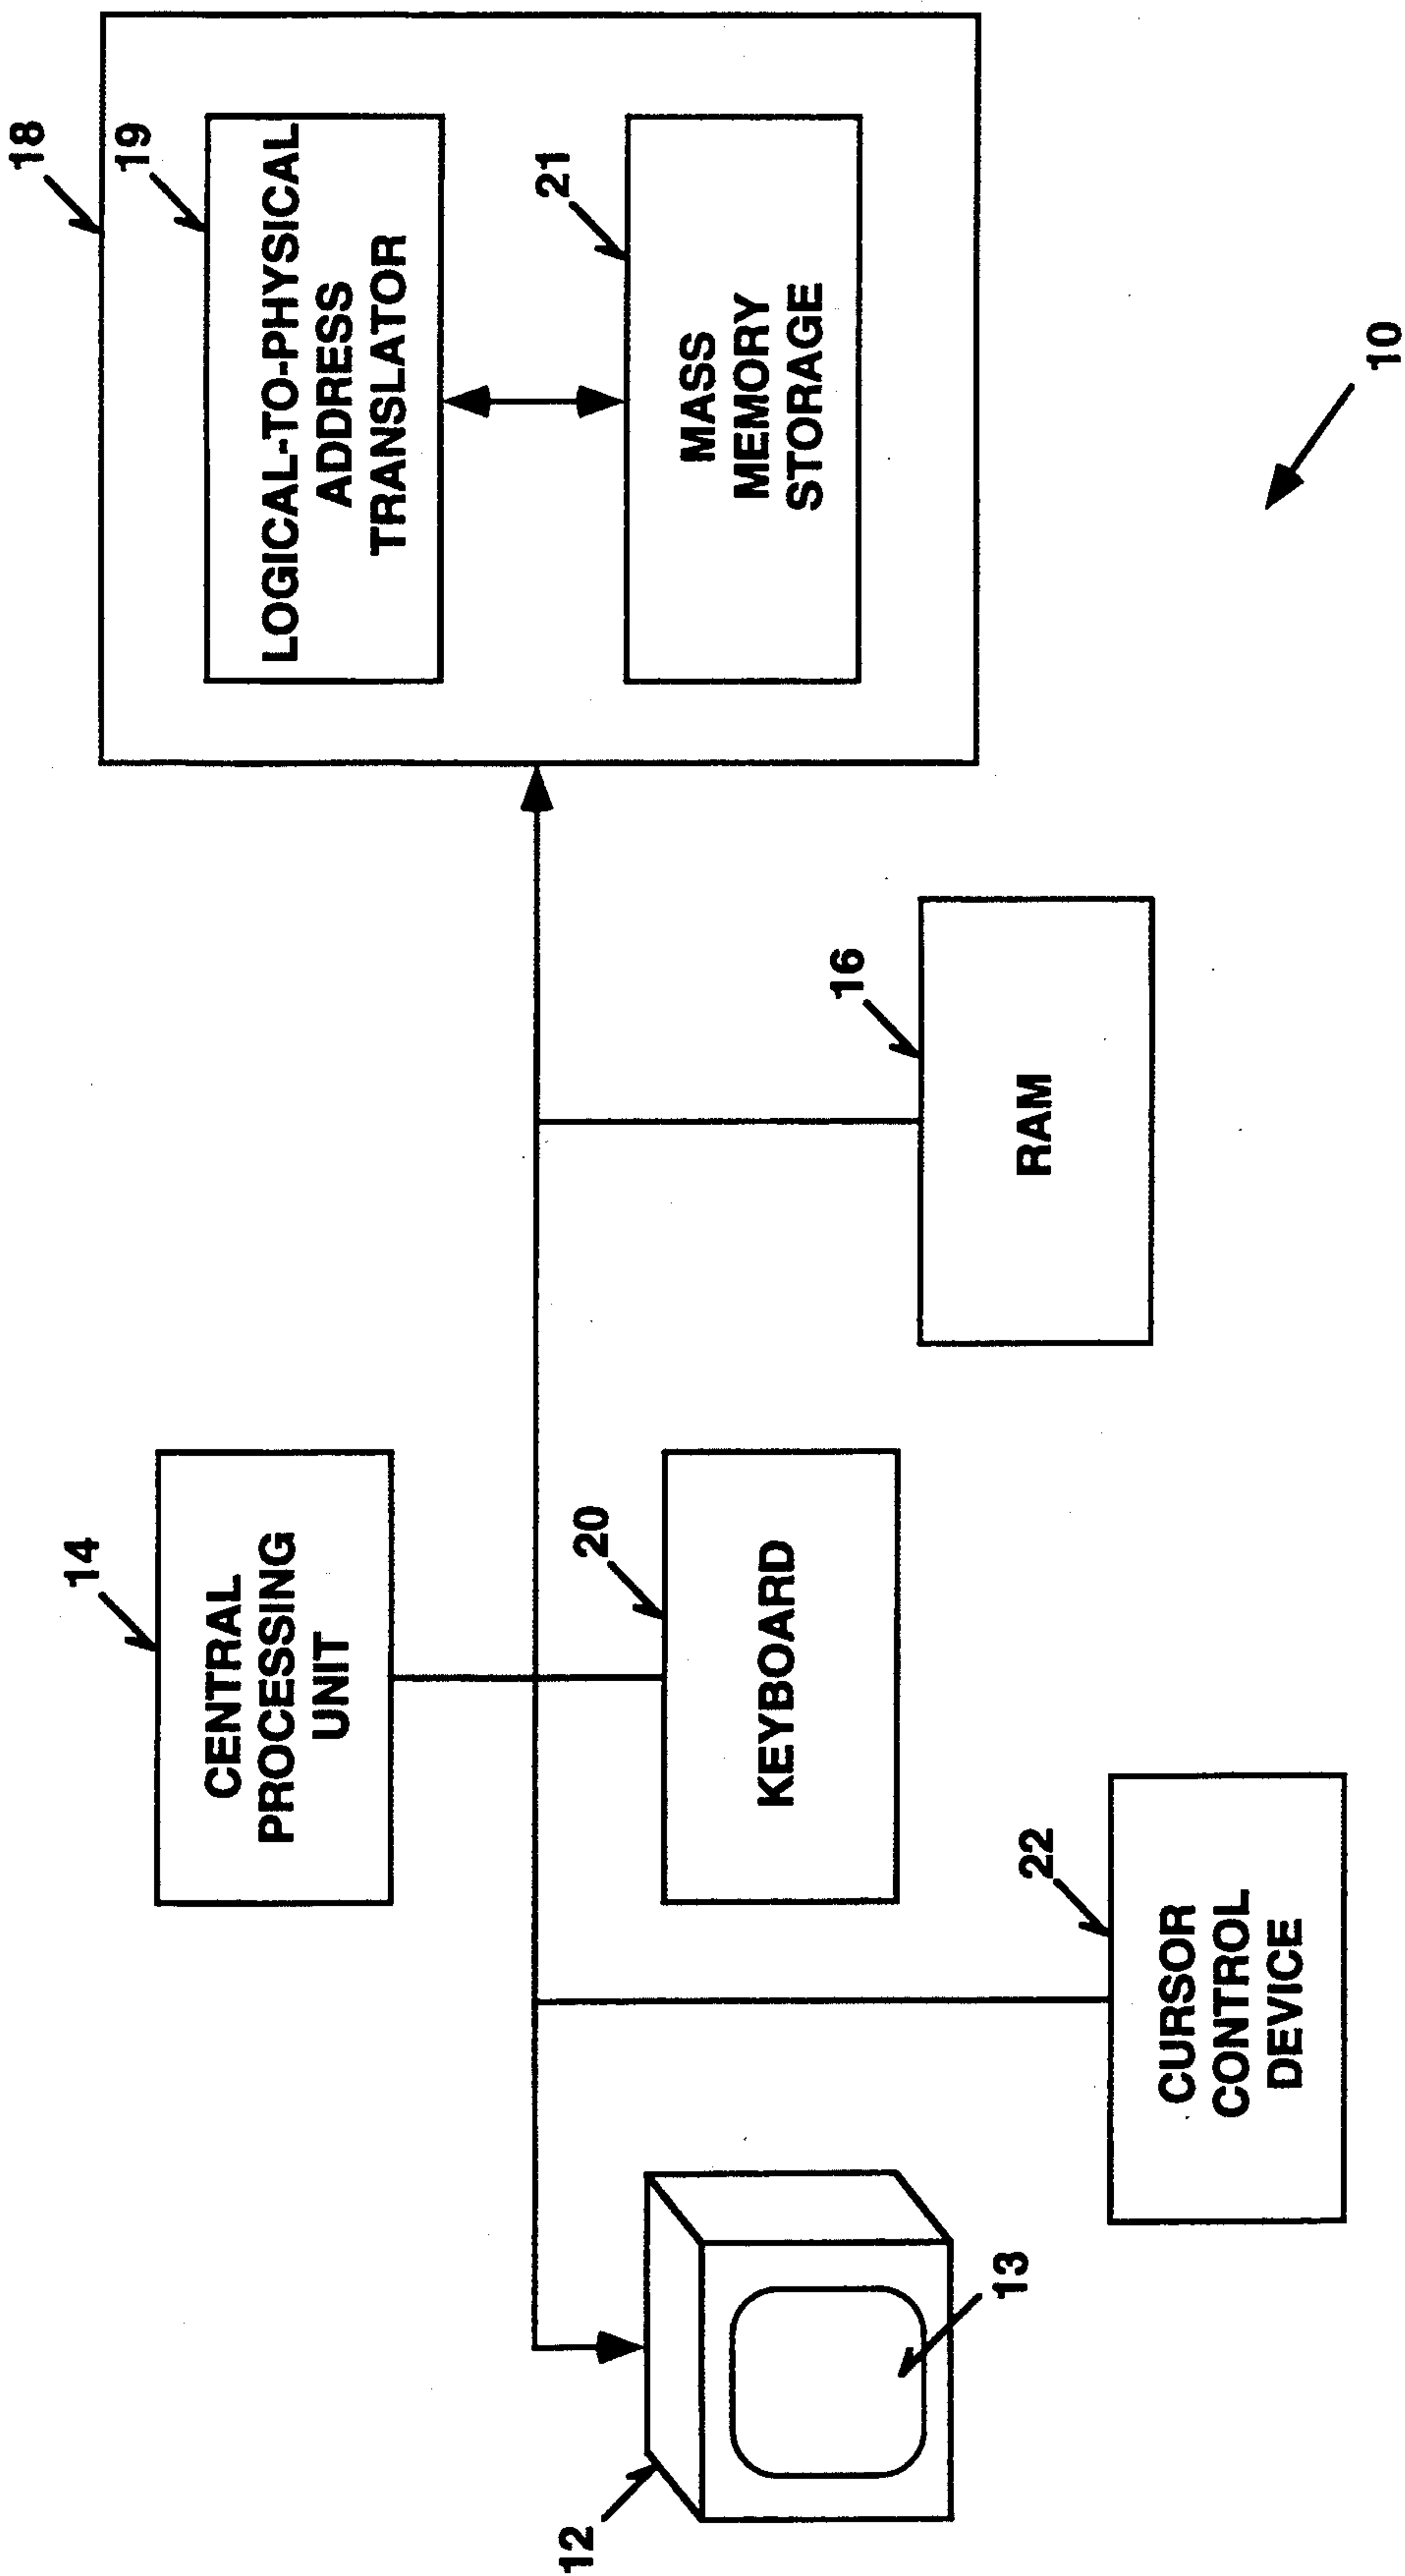 18
19
LOGICAL-TO-PHYSICAL
ADDRESS
TRANSLATOR
21
MASS
MEMORY
STORAGE
10
14
CENTRAL
PROCESSING
UNIT
20
KEYBOARD
16
RAM
12
13
22
CURSOR
CONTROL
DEVICE